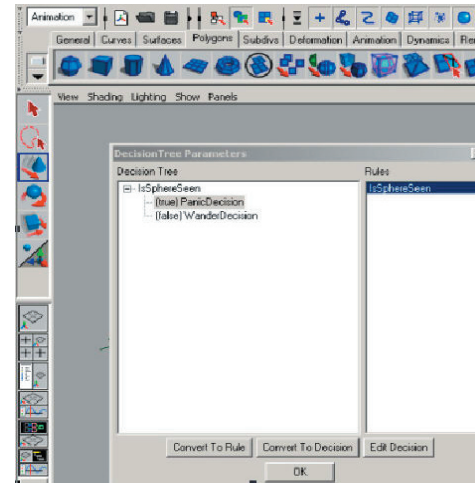 Animation
General Curves Surfaces Polygons Subdivs Deformation Animation Dynamics
View Shading Lighting Show Panels
DecisionTree Parameters
Decision Tree Rules
IsSphereSeen IsSphereSeen
(true) PanicDecision
(false) WanderDecision
Convert To Rule Convert To Decision Edit Decision
OK